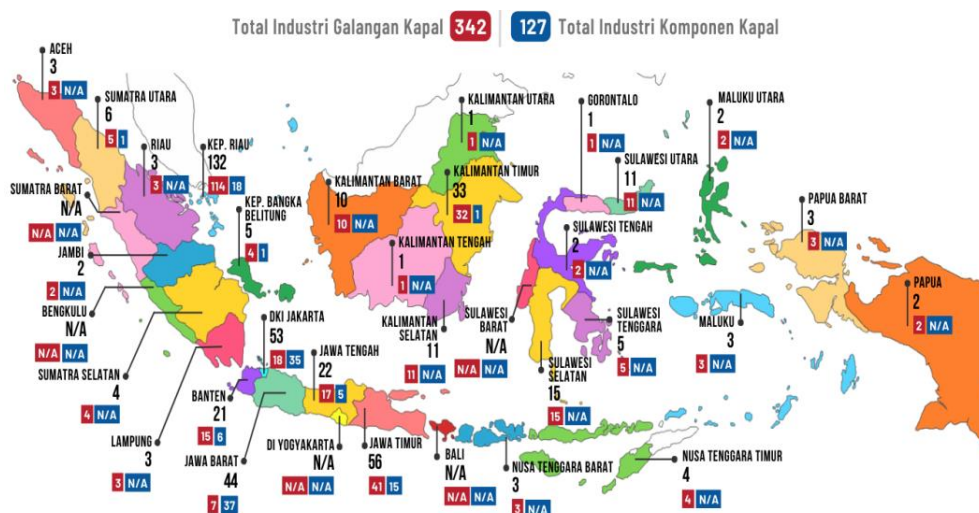 Total Industri Galangan Kapal 342
127 Total Industri Komponen Kapal
ACEH
3
3 N/A
SUMATRA UTARA
6
5 1
RIAU
3
3 N/A
KEP. RIAU
132
114 18
SUMATRA BARAT
N/A
N/A N/A
KEP. BANGKA
BELITUNG
5
4 1
JAMBI
2
2 N/A
BENGKULU
N/A
N/A N/A
SUMATRA SELATAN
4
4 N/A
LAMPUNG
3
3 N/A
DKI JAKARTA
53
18 35
BANTEN
21
15 6
JAWA BARAT
44
7 37
JAWA TENGAH
22
17 5
DI YOGYAKARTA
N/A
N/A N/A
JAWA TIMUR
56
41 15
BALI
N/A
N/A N/A
NUSA TENGGARA BARAT
3
3 N/A
NUSA TENGGARA TIMUR
4
4 N/A
KALIMANTAN UTARA
1
1 N/A
KALIMANTAN BARAT
10
10 N/A
KALIMANTAN TIMUR
33
32 1
KALIMANTAN TENGAH
1
1 N/A
KALIMANTAN
SELATAN
11
11 N/A
GORONTALO
1
1 N/A
SULAWESI UTARA
11
11 N/A
SULAWESI TENGAH
2
2 N/A
SULAWESI
BARAT
N/A
N/A N/A
SULAWESI
TENGGARA
5
5 N/A
SULAWESI
SELATAN
15
15 N/A
MALUKU UTARA
2
2 N/A
MALUKU
3
3 N/A
PAPUA BARAT
3
3 N/A
PAPUA
2
2 N/A